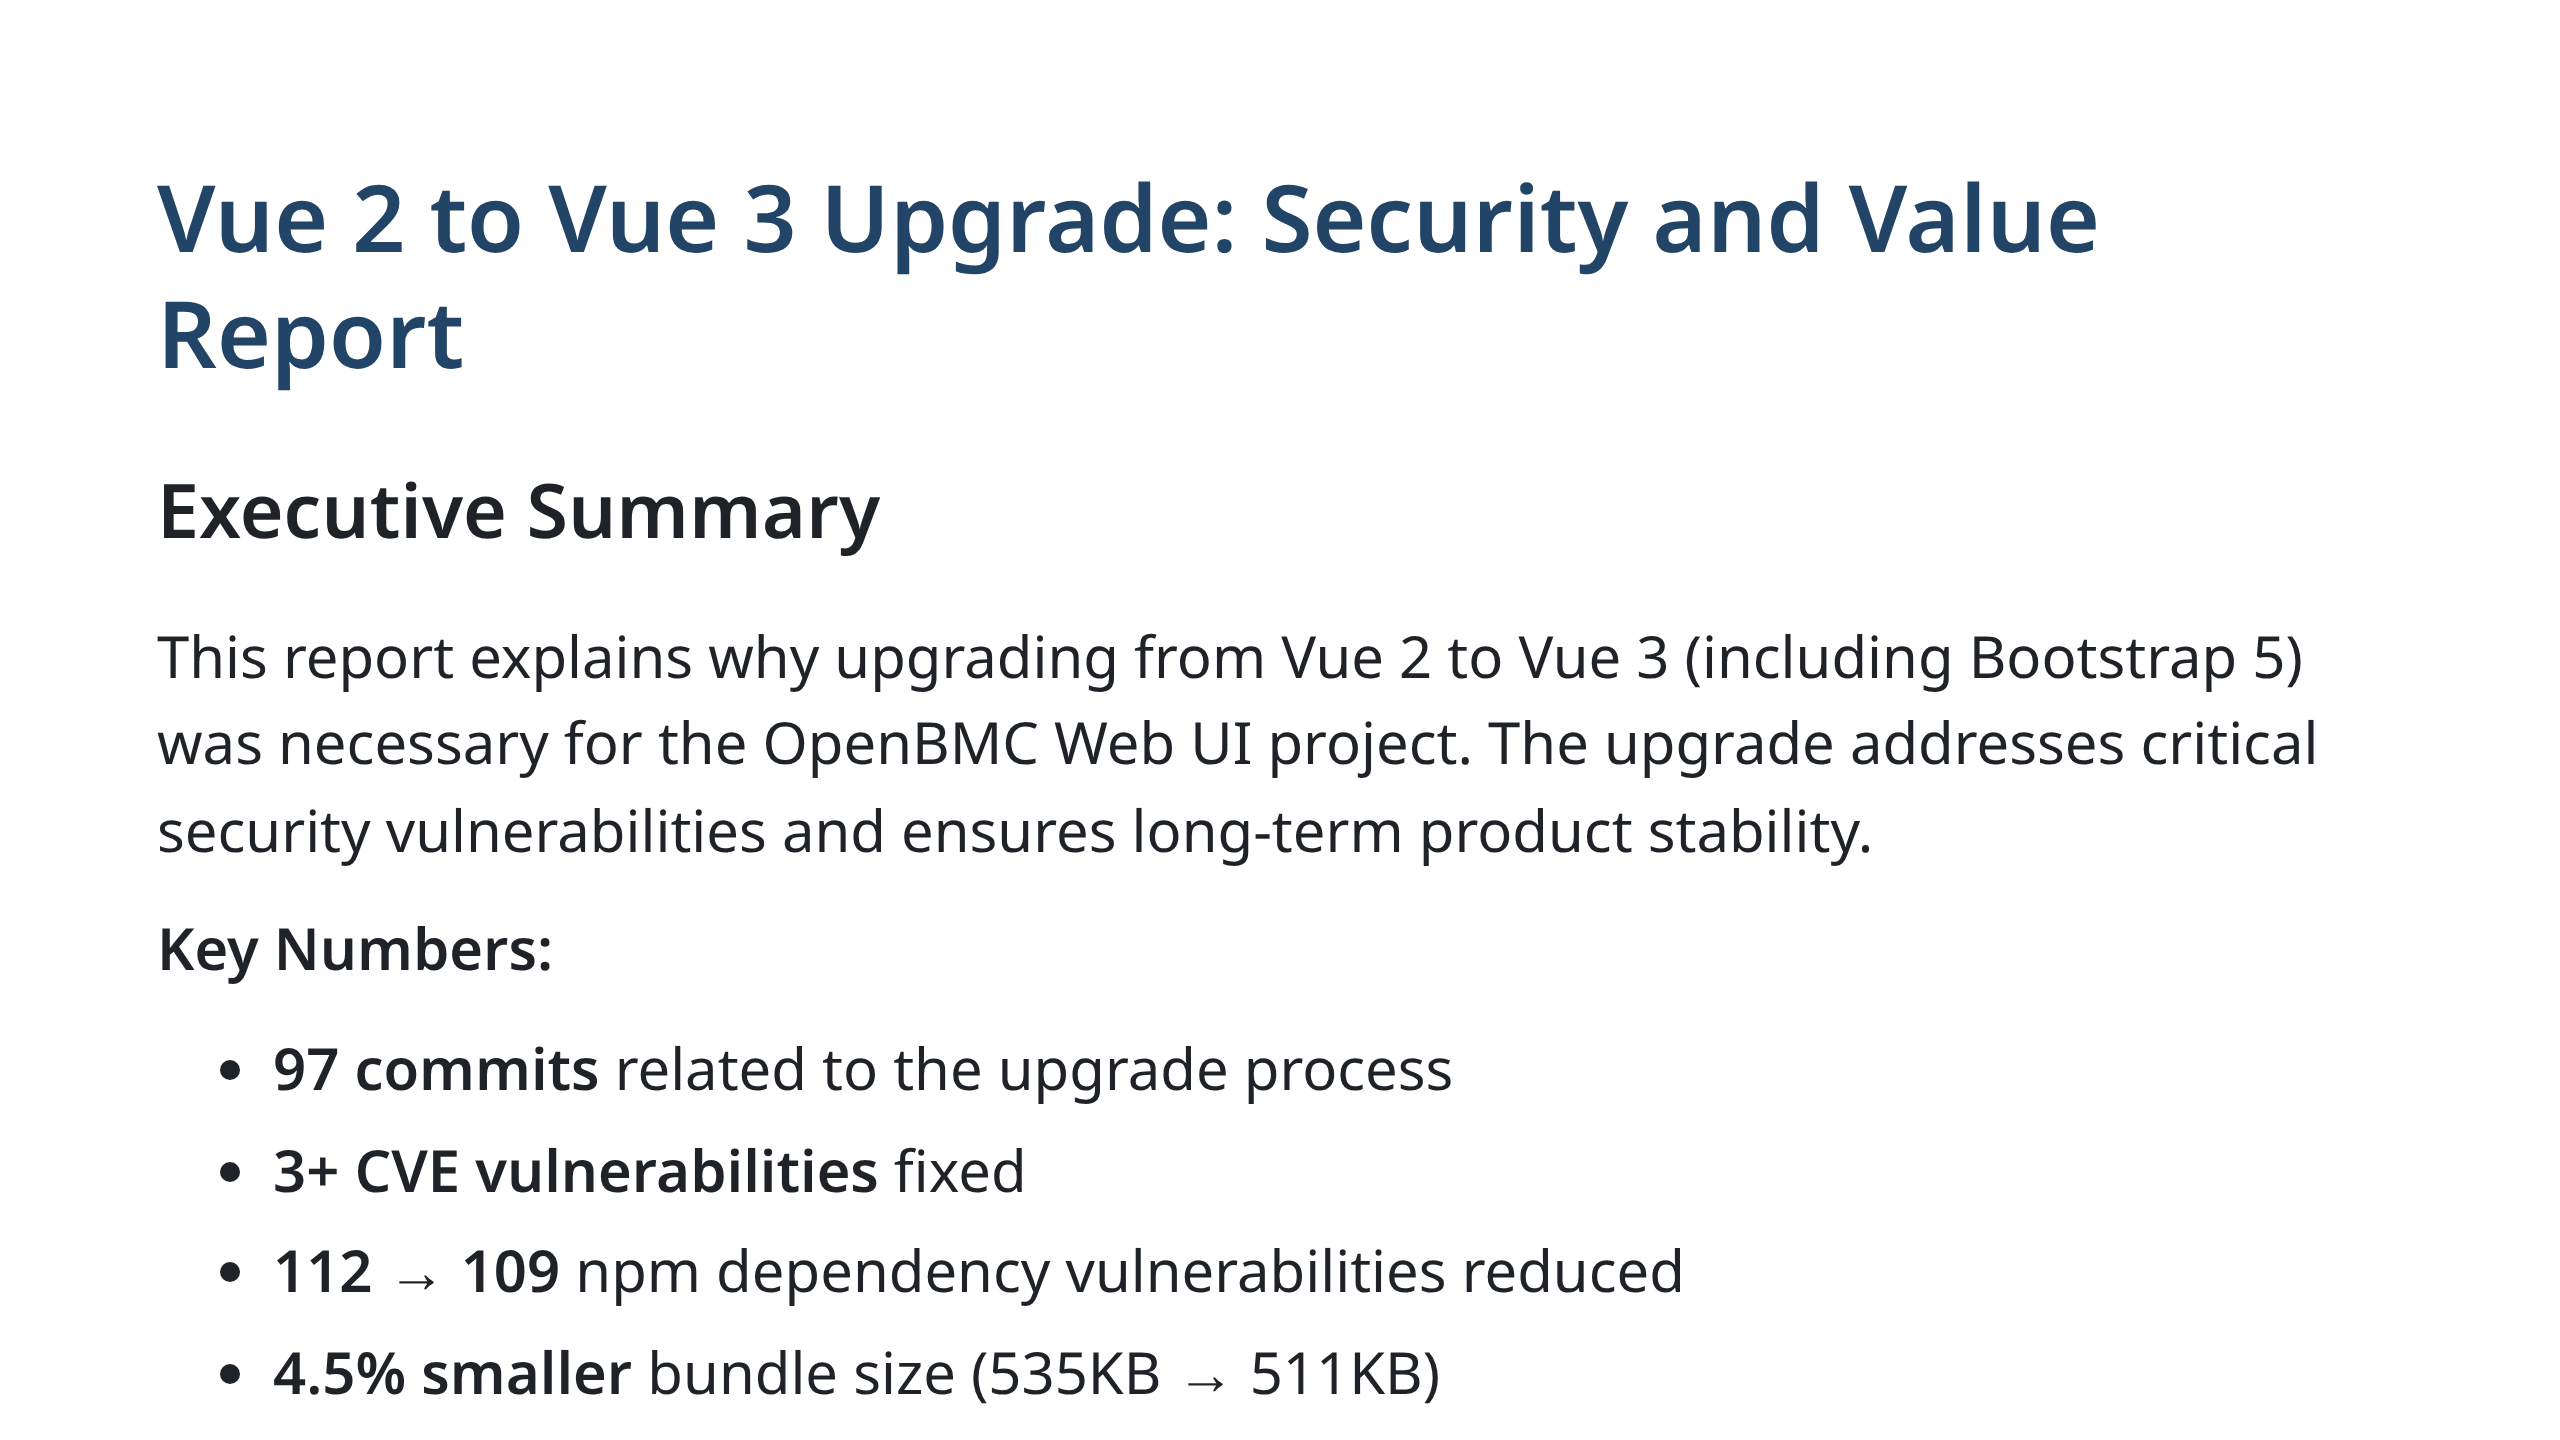 Vue 2 to Vue 3 Upgrade: Security and Value
Report
Executive Summary
This report explains why upgrading from Vue 2 to Vue 3 (including Bootstrap 5)
was necessary for the OpenBMC Web UI project. The upgrade addresses critical
security vulnerabilities and ensures long-term product stability.
Key Numbers:
• 97 commits related to the upgrade process
• 3+ CVE vulnerabilities fixed
• 112 → 109 npm dependency vulnerabilities reduced
• 4.5% smaller bundle size (535KB → 511KB)